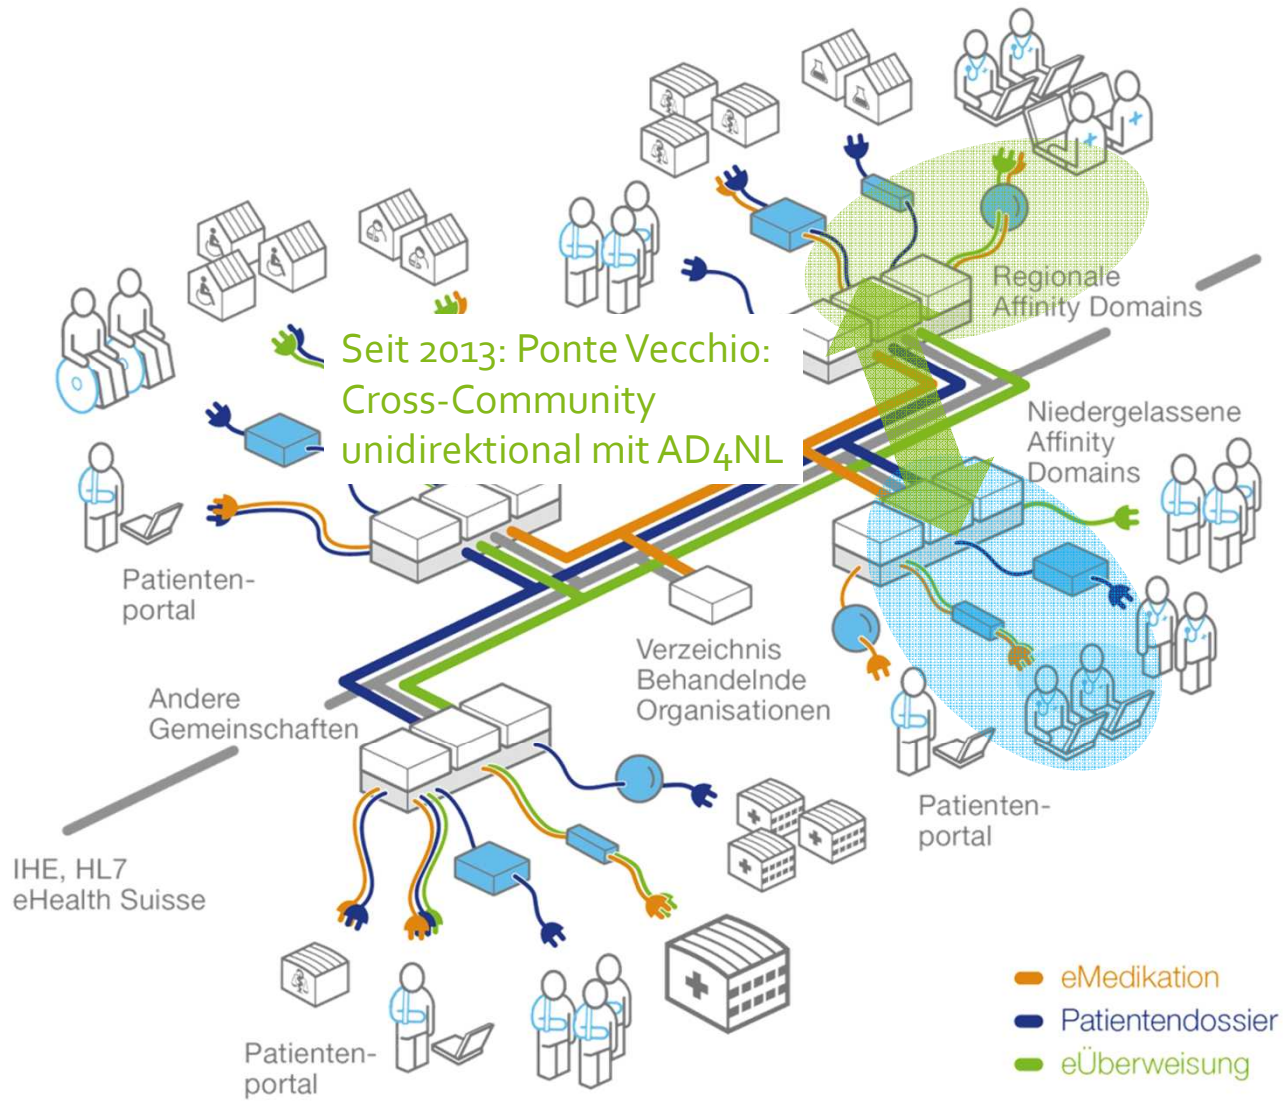 Regionale
Affinity Domains
Seit 2013: Ponte Vecchio:
Cross-Community
unidirektional mit AD4NL
Niedergelassene
Affinity
Domains
Patienten-
portal
Verzeichnis
Behandelnde
Organisationen
Andere
Gemeinschaften
Patienten-
portal
IHE, HL7
eHealth Suisse
Patienten-
portal
eMedikation
Patientendossier
eÜberweisung